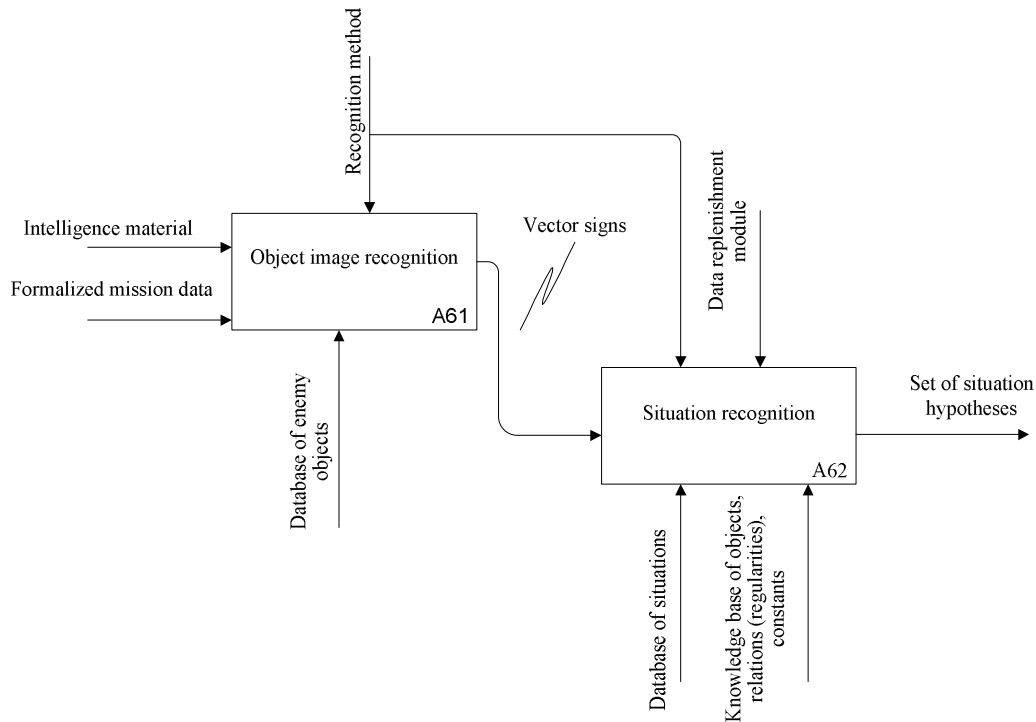 Recognition method
Intelligence material
Formalized mission data
Object image recognition
A61
Vector signs
Data replenishment
module
Database of enemy
objects
Situation recognition
A62
Set of situation
hypotheses
Database of situations
Knowledge base of objects,
relations (regularities),
constants